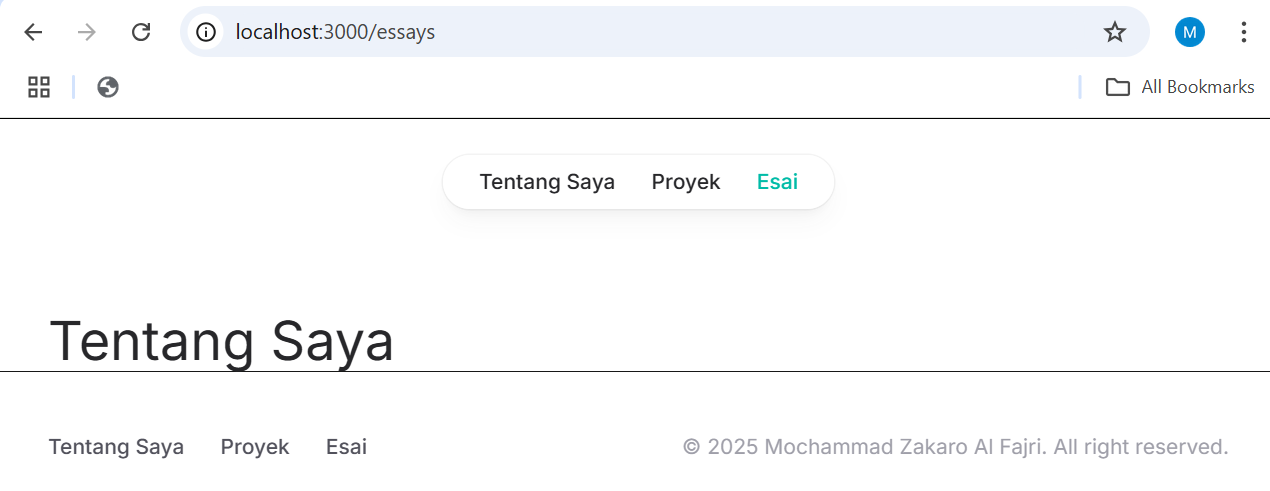 localhost:3000/essays
M
All Bookmarks
Tentang Saya Proyek Esai
Tentang Saya
Tentang Saya Proyek Esai
© 2025 Mochammad Zakaro Al Fajri. All right reserved.